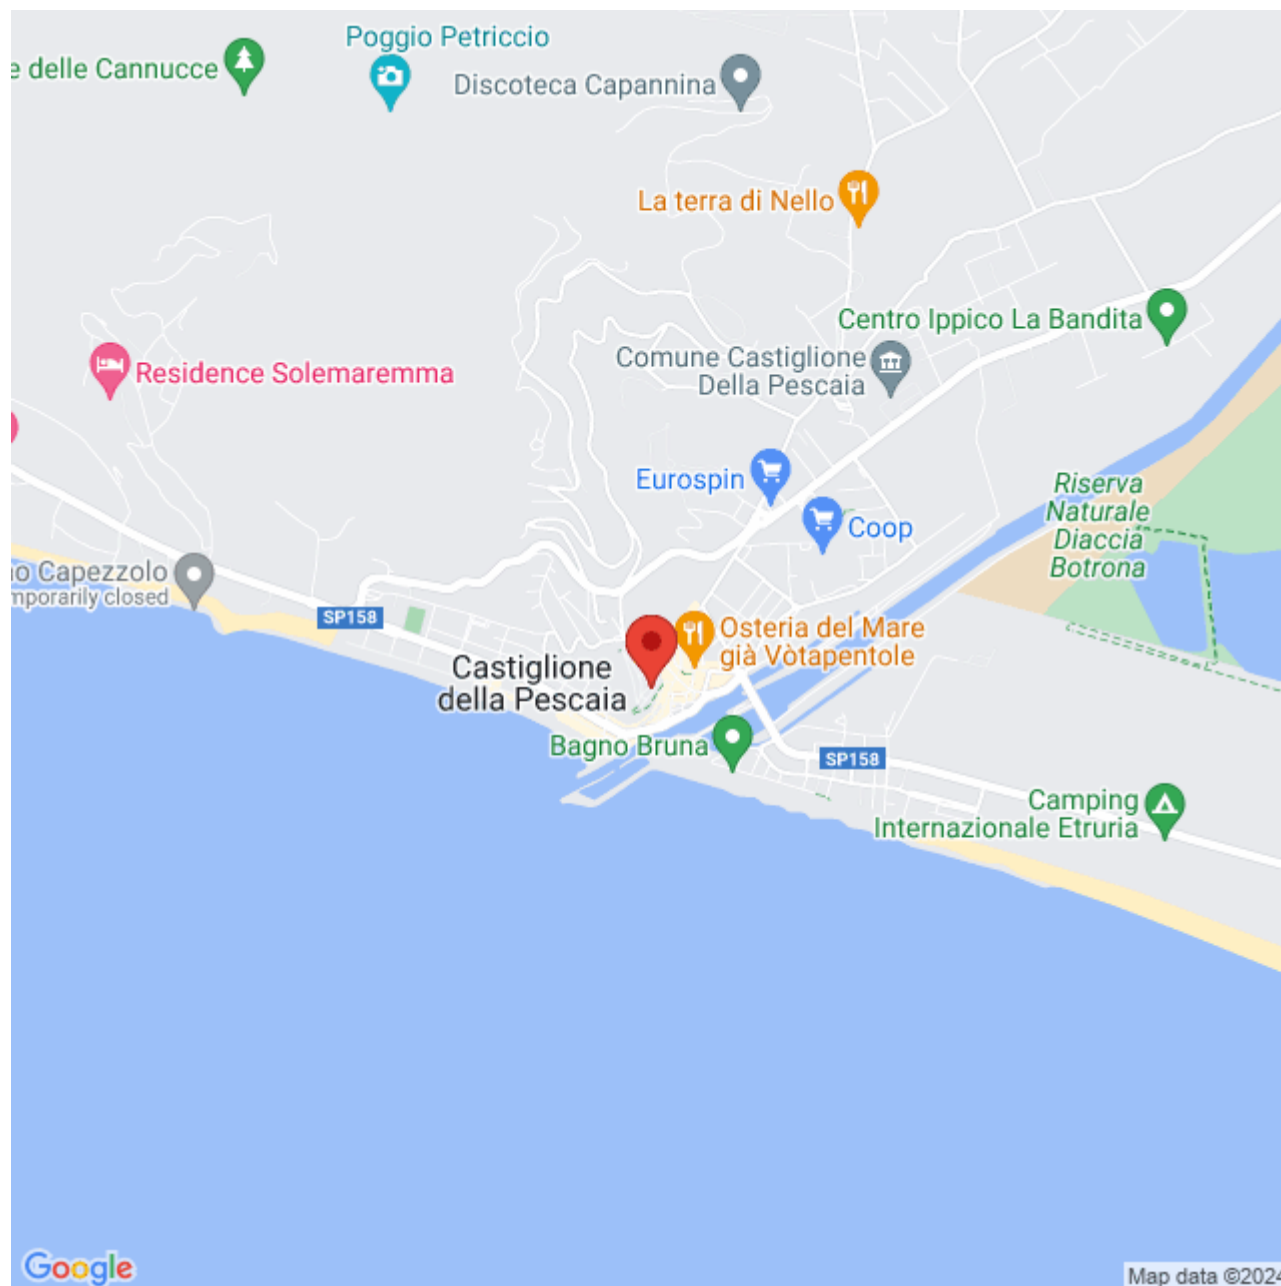 Poggio Petriccio
e delle Cannucce
Discoteca Capannina
La terra di Nello
Centro Ippico La Bandita
Comune Castiglione
Della Pescaia
Residence Solemaremma
Eurospin
Riserva
Naturale
Diaccia
Botrona
Coop
no Capezzolo
mporarily closed
SP158
Osteria del Mare
già Vòtapentole
Castiglione
della Pescaia
Bagno Bruna
SP158
Camping
Internazionale Etruria
Google
Map data ©2024